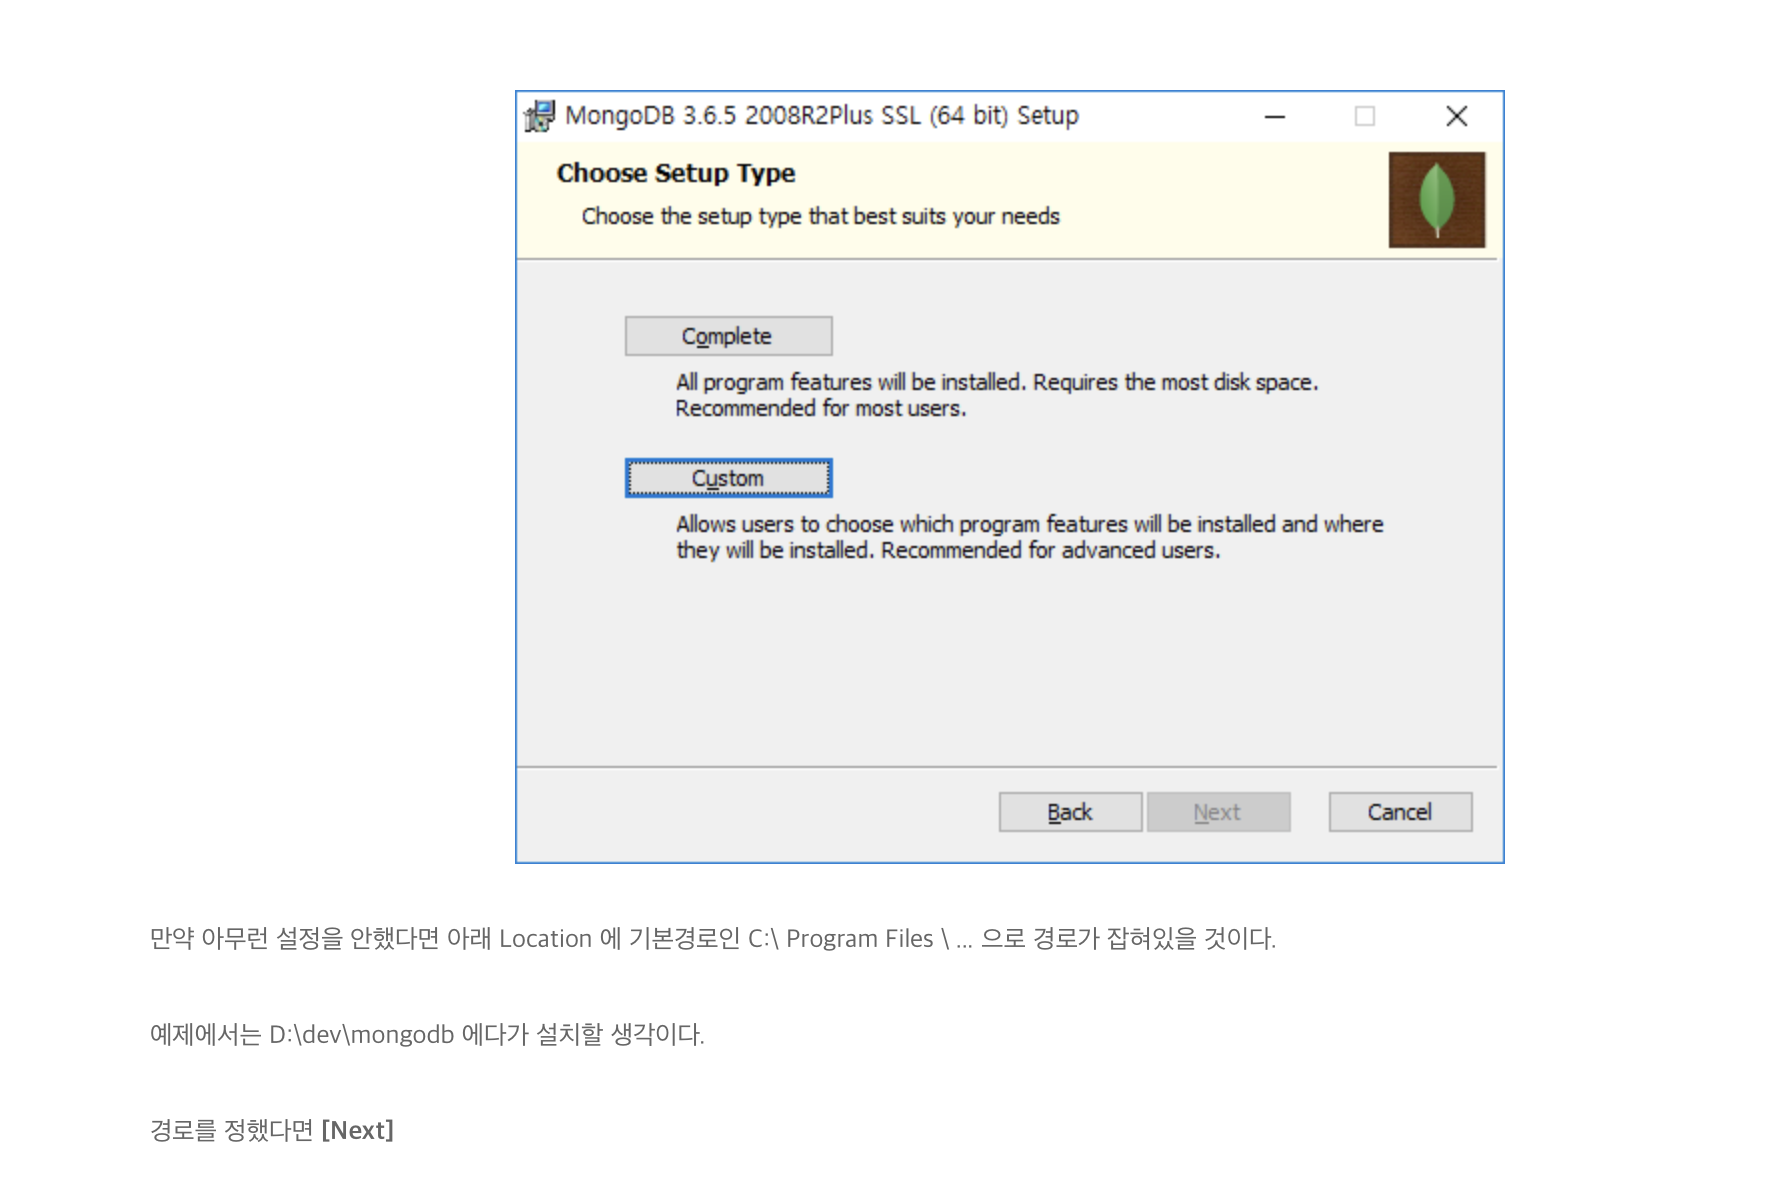 MongoDB 3.6.5 2008R2Plus SSL (64 bit) Setup
Choose Setup Type
Choose the setup type that best suits your needs
Complete
All program features will be installed. Requires the most disk space.
Recommended for most users.
Custom
Allows users to choose which program features will be installed and where
they will be installed. Recommended for advanced users.
Back Next Cancel
만약 아무런 설정을 안했다면 아래 Location 에 기본경로인 C:\ Program Files \ ... 으로 경로가 잡혀있을 것이다.
예제에서는 D:\dev\mongodb 에다가 설치할 생각이다.
경로를 정했다면 [Next]